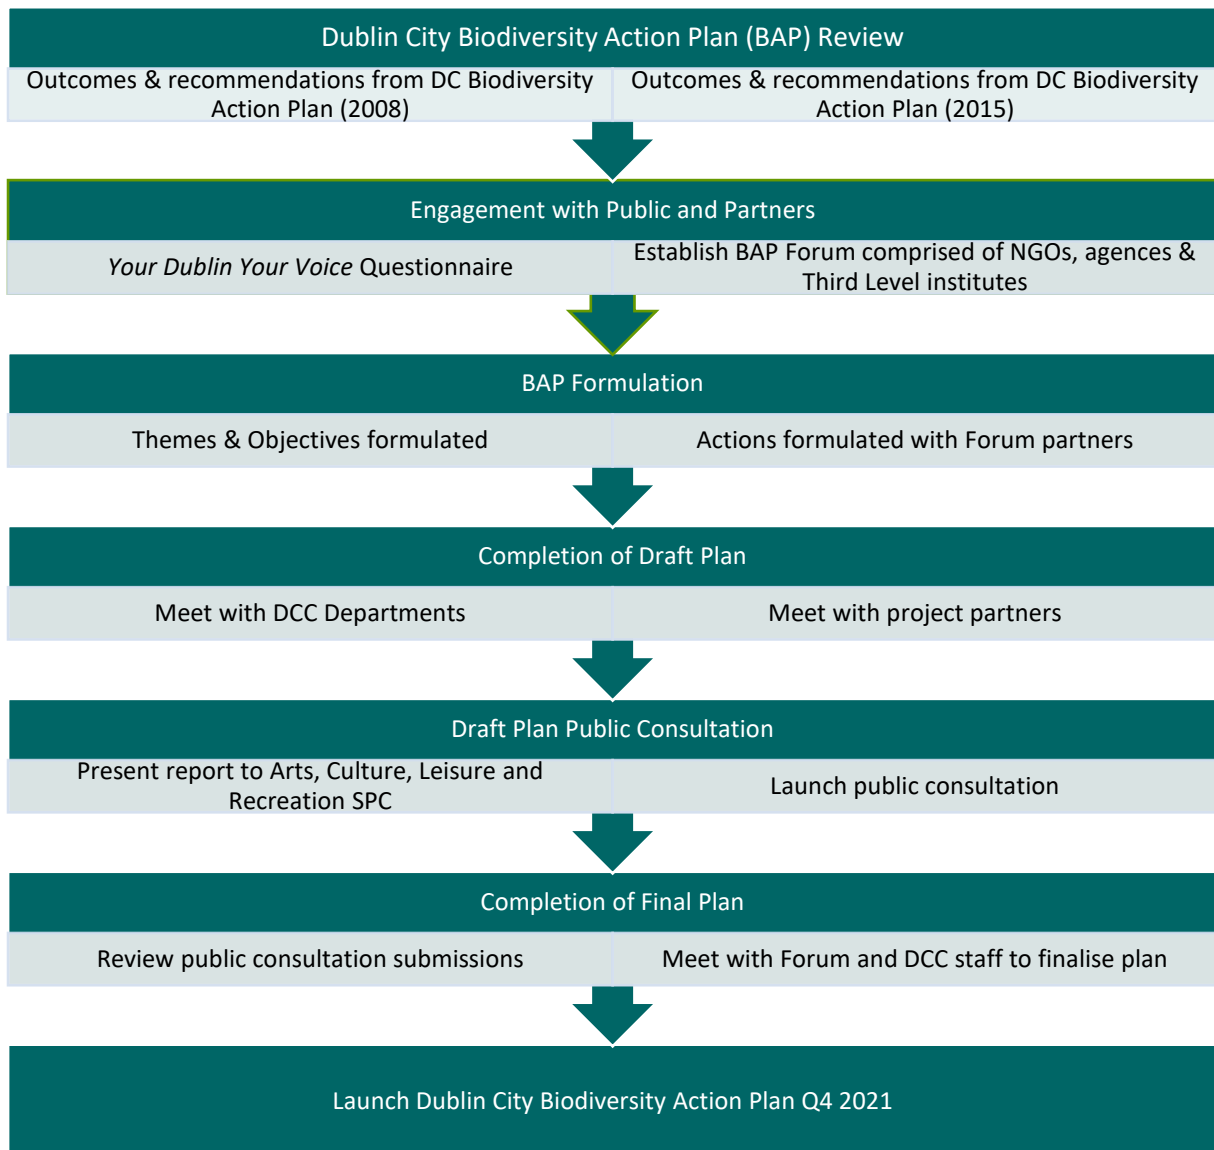 Dublin City Biodiversity Action Plan (BAP) Review
Outcomes & recommendations from DC Biodiversity
Action Plan (2008)
Outcomes & recommendations from DC Biodiversity
Action Plan (2015)
Engagement with Public and Partners
Your Dublin Your Voice Questionnaire
Establish BAP Forum comprised of NGOs, agences &
Third Level institutes
BAP Formulation
Themes & Objectives formulated
Actions formulated with Forum partners
Completion of Draft Plan
Meet with DCC Departments
Meet with project partners
Draft Plan Public Consultation
Present report to Arts, Culture, Leisure and
Recreation SPC
Launch public consultation
Completion of Final Plan
Review public consultation submissions
Meet with Forum and DCC staff to finalise plan
Launch Dublin City Biodiversity Action Plan Q4 2021